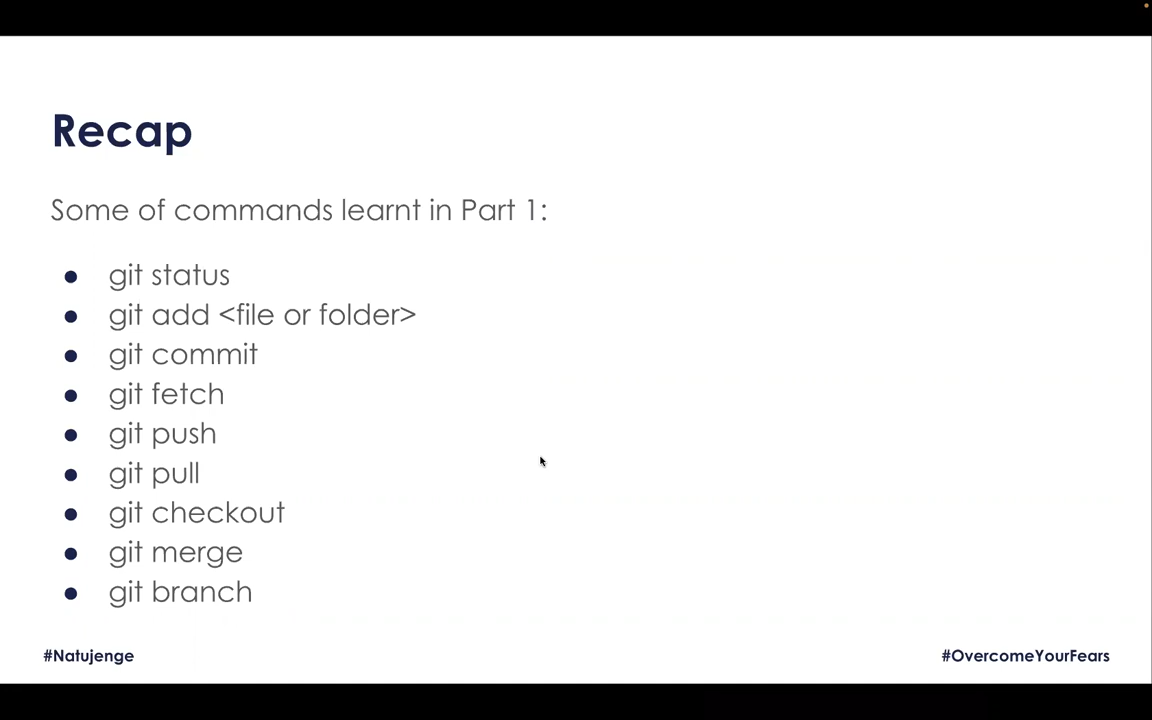 Recap
Some of commands learnt in Part 1:
● git status
● git add <file or folder>
● git commit
● git fetch
● git push
● git pull
● git checkout
● git merge
● git branch
#Natujenge
#OvercomeYourFears